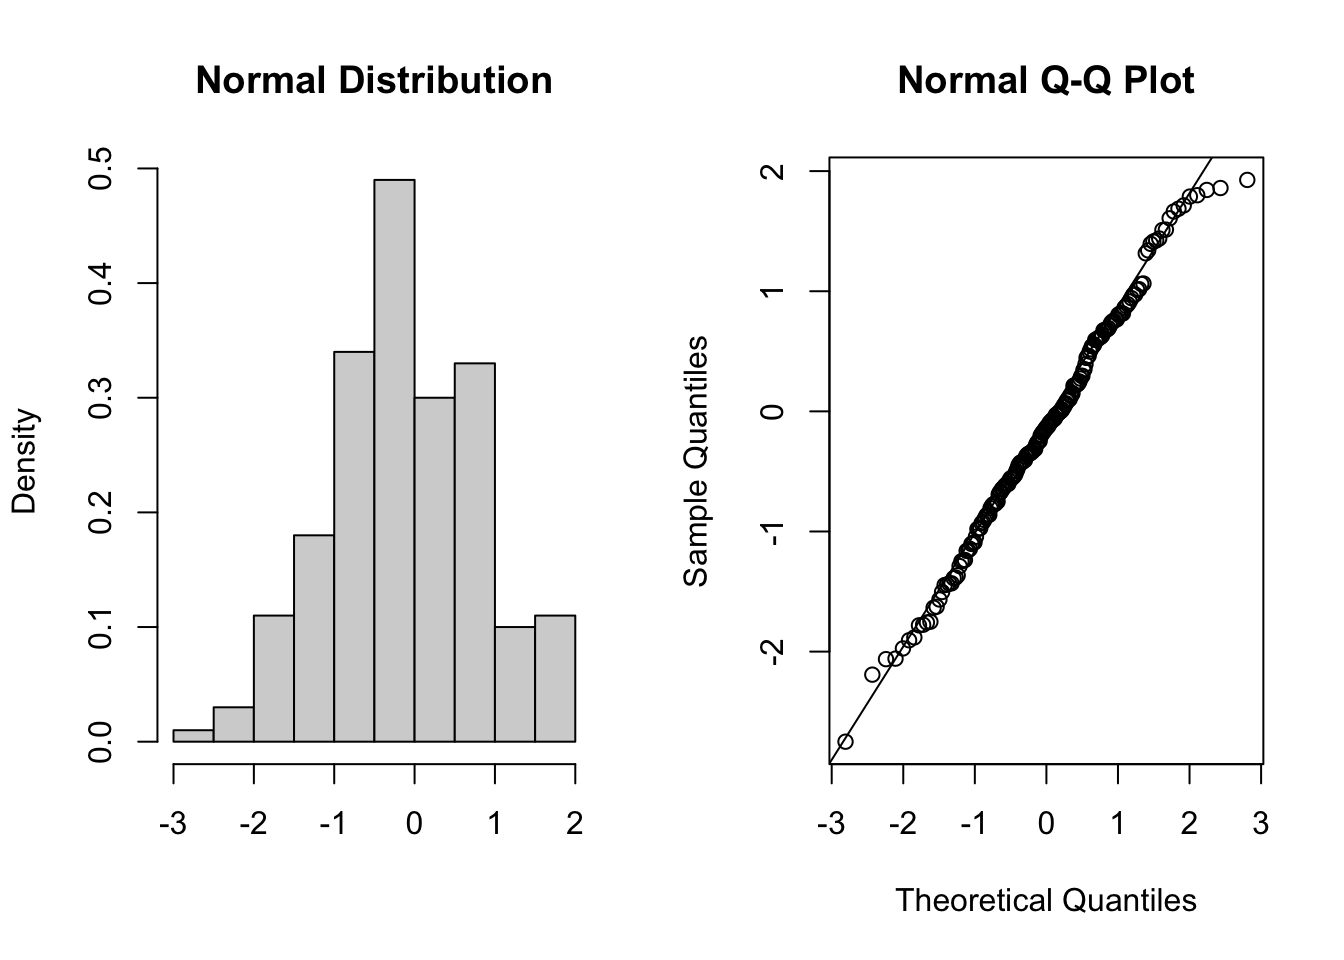 Normal Distribution
Density
0.0 0.1 0.2 0.3 0.4 0.5
-3 -2 -1 0 1 2
Normal Q-Q Plot
Sample Quantiles
-2 -1 0 1 2
-3 -2 -1 0 1 2 3
Theoretical Quantiles